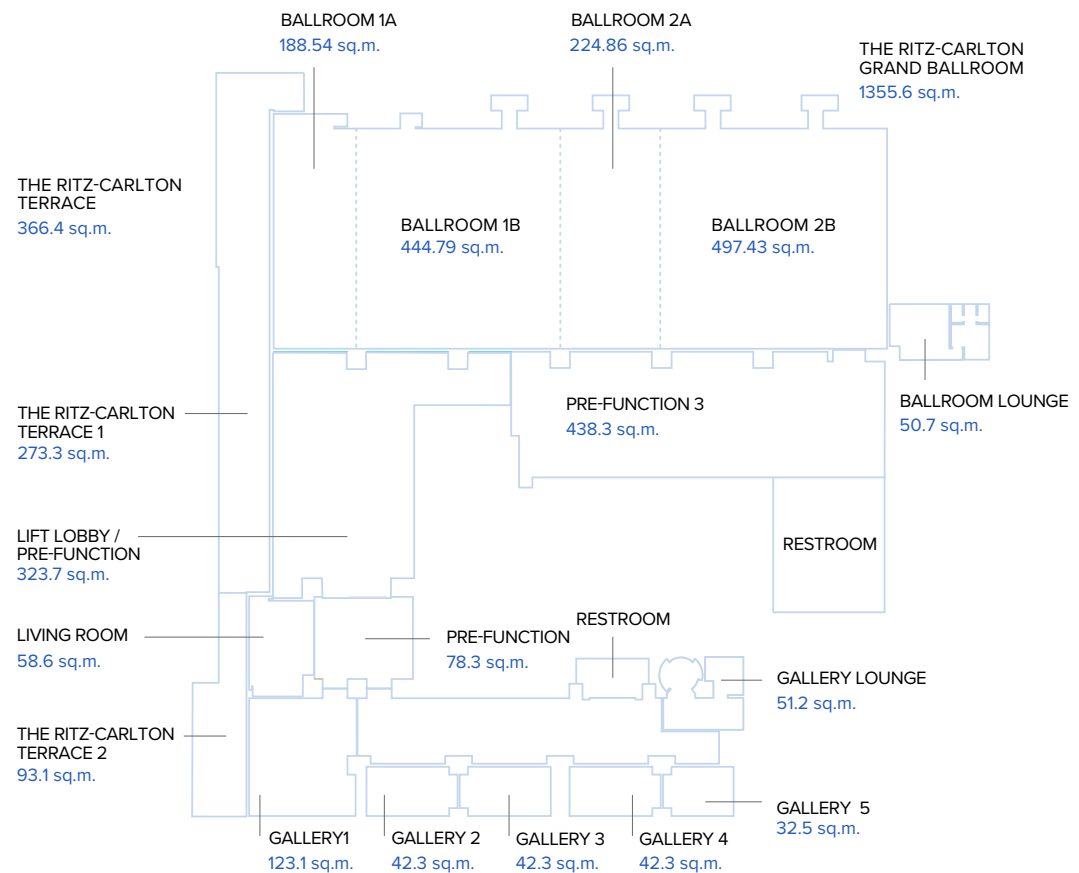 BALLROOM 1A
188.54 sq.m.
BALLROOM 2A
224.86 sq.m.
THE RITZ-CARLTON
GRAND BALLROOM
1355.6 sq.m.
THE RITZ-CARLTON
TERRACE
366.4 sq.m.
BALLROOM 1B
444.79 sq.m.
BALLROOM 2B
497.43 sq.m.
THE RITZ-CARLTON
TERRACE 1
273.3 sq.m.
PRE-FUNCTION 3
438.3 sq.m.
BALLROOM LOUNGE
50.7 sq.m.
LIFT LOBBY /
PRE-FUNCTION
323.7 sq.m.
RESTROOM
LIVING ROOM
58.6 sq.m.
PRE-FUNCTION
78.3 sq.m.
RESTROOM
GALLERY LOUNGE
51.2 sq.m.
THE RITZ-CARLTON
TERRACE 2
93.1 sq.m.
GALLERY1
123.1 sq.m.
GALLERY 2
42.3 sq.m.
GALLERY 3
42.3 sq.m.
GALLERY 4
42.3 sq.m.
GALLERY 5
32.5 sq.m.